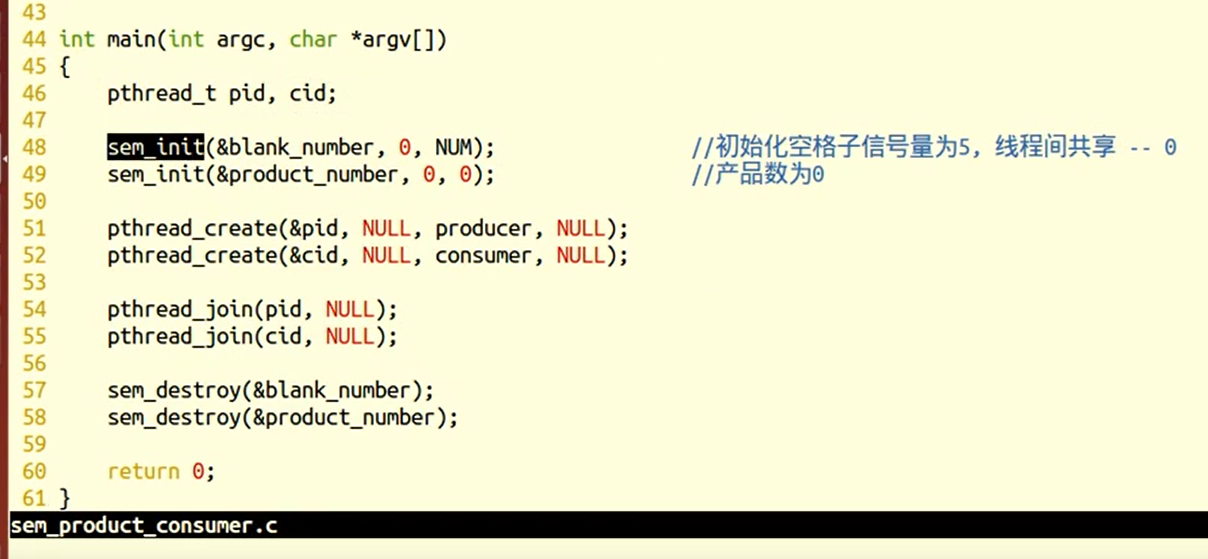 43
44 int main(int argc, char *argv[])
45 {
46     pthread_t pid, cid;
47
48     sem_init(&blank_number, 0, NUM);                //初始化空格子信号量为5，线程间共享 -- 0
49     sem_init(&product_number, 0, 0);                //产品数为0
50
51     pthread_create(&pid, NULL, producer, NULL);
52     pthread_create(&cid, NULL, consumer, NULL);
53
54     pthread_join(pid, NULL);
55     pthread_join(cid, NULL);
56
57     sem_destroy(&blank_number);
58     sem_destroy(&product_number);
59
60     return 0;
61 }
sem_product_consumer.c